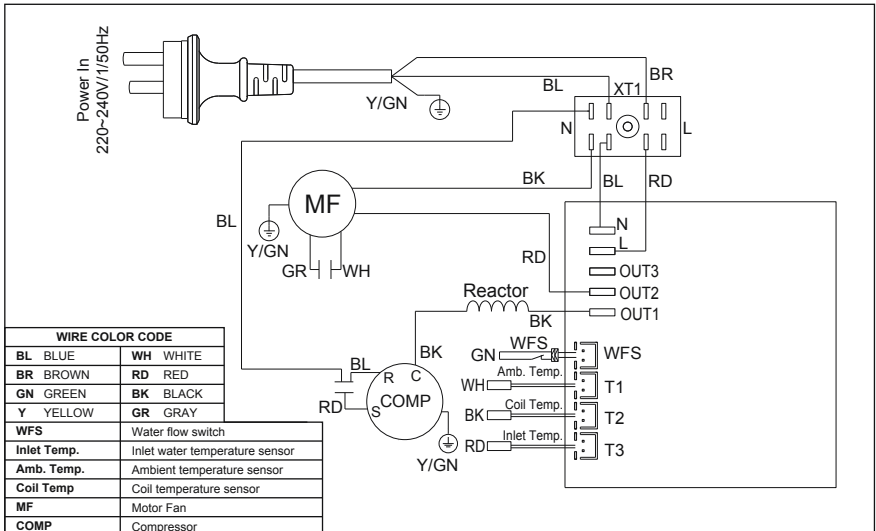 Power In
220~240V/1/50Hz
Y/GN
BL
BR
XT1
N
L
BK
BL
RD
MF
Y/GN
GR
WH
BL
RD
N
L
OUT3
OUT2
OUT1
Reactor
BK
BK
BL
R
C
S
COMP
RD
Y/GN
WFS
GN
WFS
Amb. Temp.
WH
T1
Coil Temp.
BK
T2
Inlet Temp.
RD
T3
WIRE COLOR CODE
BL BLUE WH WHITE
BR BROWN RD RED
GN GREEN BK BLACK
Y YELLOW GR GRAY
WFS Water flow switch
Inlet Temp. Inlet water temperature sensor
Amb. Temp. Ambient temperature sensor
Coil Temp Coil temperature sensor
MF Motor Fan
COMP Compressor